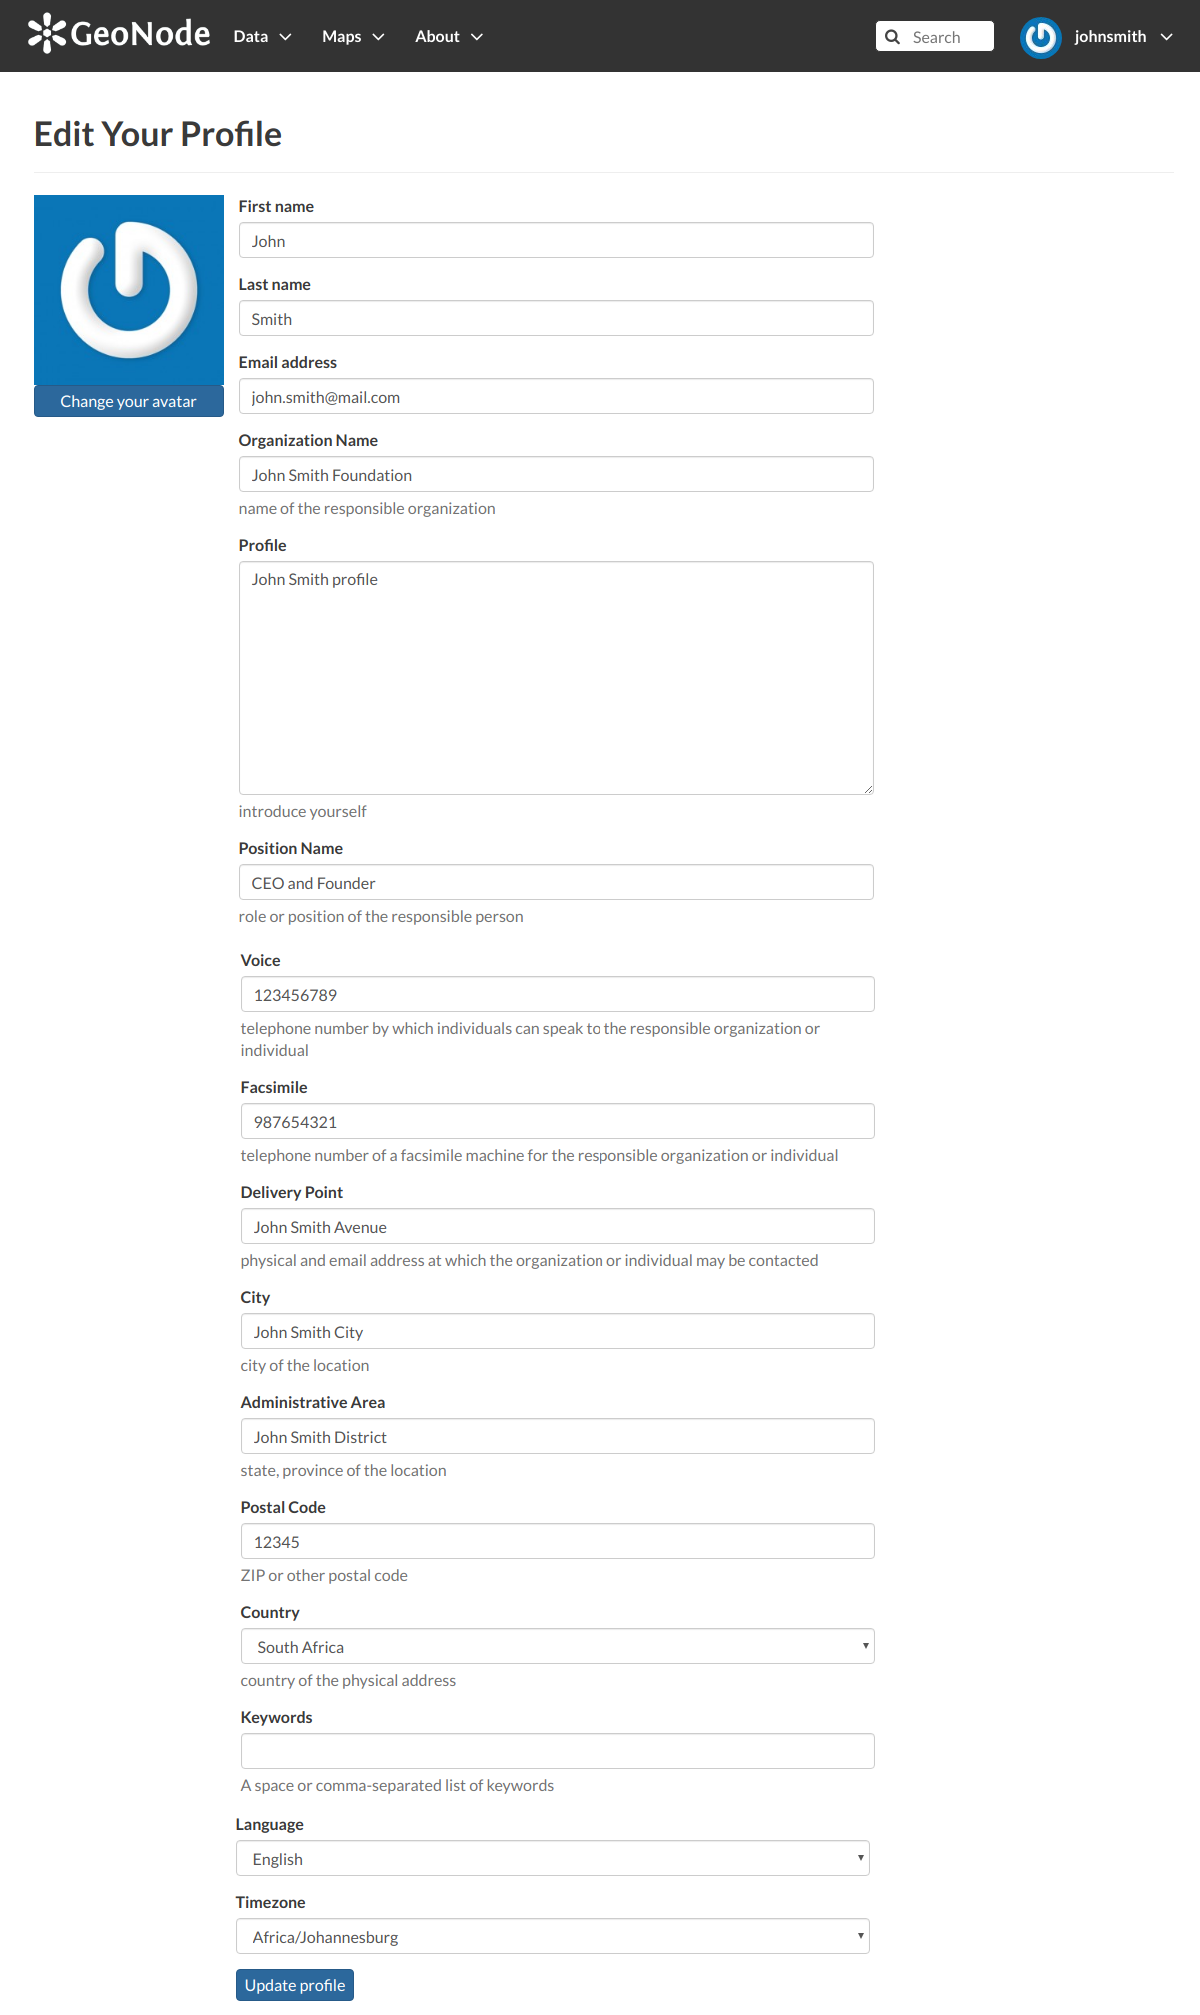 GeoNode Data Maps About Search johnsmith
Edit Your Profile
Change your avatar
First name
John
Last name
Smith
Email address
john.smith@mail.com
Organization Name
John Smith Foundation
name of the responsible organization
Profile
John Smith profile
introduce yourself
Position Name
CEO and Founder
role or position of the responsible person
Voice
123456789
telephone number by which individuals can speak to the responsible organization or
individual
Facsimile
987654321
telephone number of a facsimile machine for the responsible organization or individual
Delivery Point
John Smith Avenue
physical and email address at which the organization or individual may be contacted
City
John Smith City
city of the location
Administrative Area
John Smith District
state, province of the location
Postal Code
12345
ZIP or other postal code
Country
South Africa
country of the physical address
Keywords
A space or comma-separated list of keywords
Language
English
Timezone
Africa/Johannesburg
Update profile